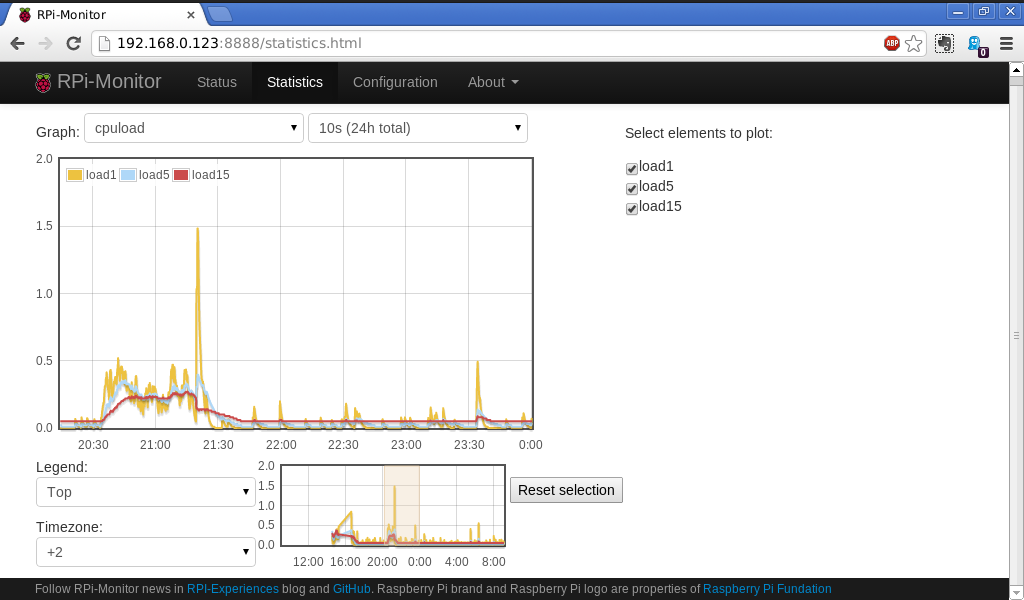 RPi-Monitor
192.168.0.123:8888/statistics.html
ABP
0
RPi-Monitor Status Statistics Configuration About
Graph: cpuload 10s (24h total)
Select elements to plot:
load1
load5
load15
2.0
1.5
1.0
0.5
0.0
load1 load5 load15
20:30 21:00 21:30 22:00 22:30 23:00 23:30 0:00
Legend:
Top
Timezone:
+2
2.0
1.5
1.0
0.5
0.0
12:00 16:00 20:00 0:00 4:00 8:00
Reset selection
Follow RPi-Monitor news in RPI-Experiences blog and GitHub. Raspberry Pi brand and Raspberry Pi logo are properties of Raspberry Pi Fundation